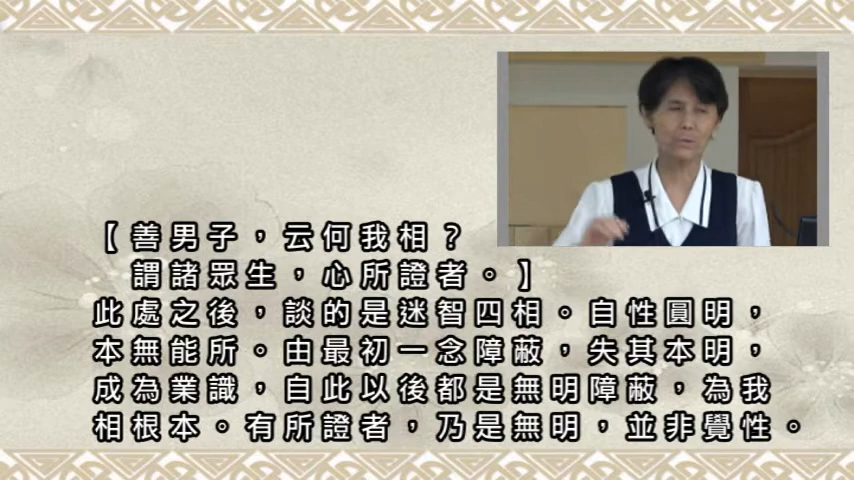 【善男子，云何我相？
謂諸眾生，心所證者。】
此處之後，談的是迷智四相。自性圓明，
本無能所。由最初一念障蔽，失其本明，
成為業識，自此以後都是無明障蔽，為我
相根本。有所證者，乃是無明，並非覺性。